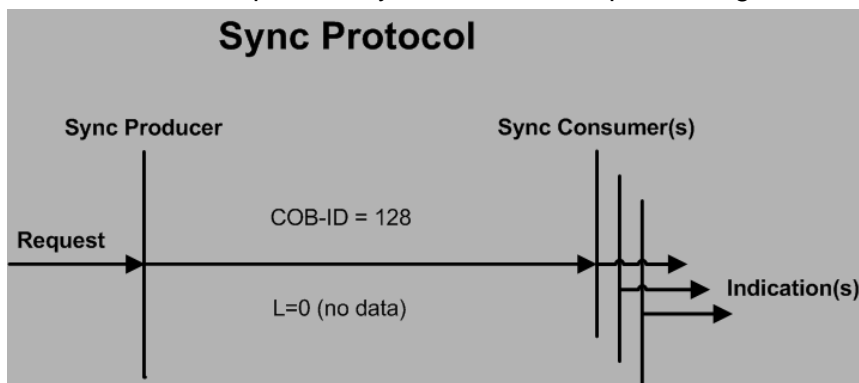 Sync Protocol
Sync Producer
Sync Consumer(s)
COB-ID = 128
Request
L=0 (no data)
Indication(s)